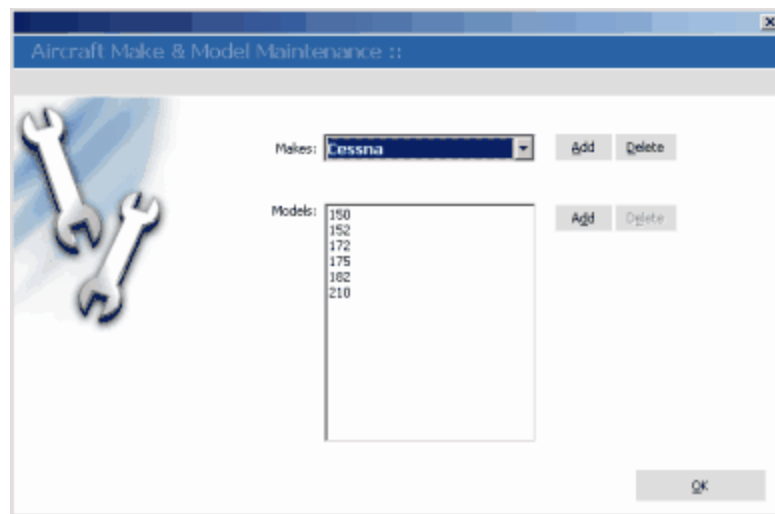 Aircraft Make & Model Maintenance ::
Makes: Cessna Add Delete
Models: 150 Add Delete
152
172
175
182
210
OK